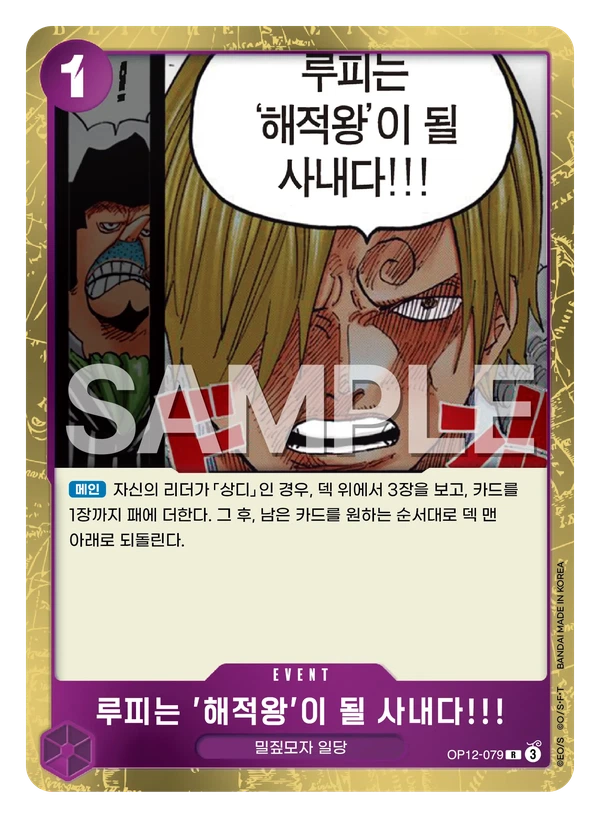 1
루피는
‘해적왕’이 될
사내다!!!
SAMPLE
메인 자신의 리더가 「상디」인 경우, 덱 위에서 3장을 보고, 카드를
1장까지 패에 더한다. 그 후, 남은 카드를 원하는 순서대로 덱 맨
아래로 되돌린다.
EVENT
루피는 '해적왕'이 될 사내다!!!
밀짚모자 일당
OP12-079 R 3
©EO/S ©O/S·F·T BANDAI MADE IN KOREA